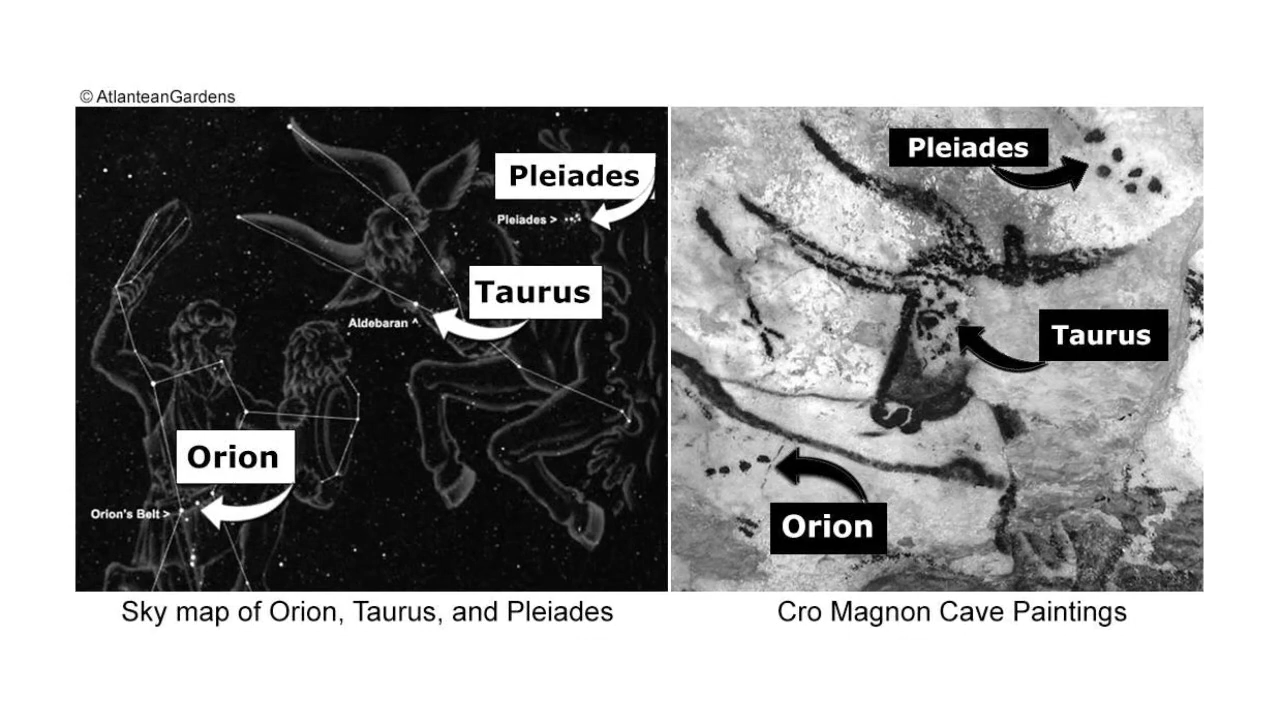 © AtlanteanGardens
Pleiades
Pleiades >
Taurus
Aldebaran ^
Orion
Orion's Belt >
Pleiades
Taurus
Orion
Sky map of Orion, Taurus, and Pleiades
Cro Magnon Cave Paintings